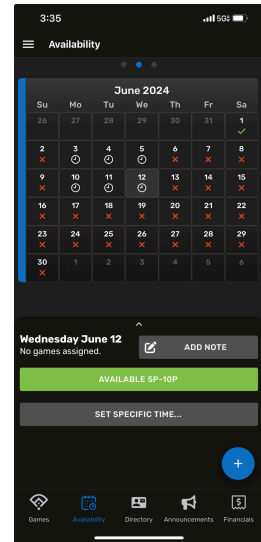 3:35
5G
Availability
June 2024
Su Mo Tu We Th Fr Sa
26 27 28 29 30 31 1
2 3 4 5 6 7 8
9 10 11 12 13 14 15
16 17 18 19 20 21 22
23 24 25 26 27 28 29
30 1 2 3 4 5 6
Wednesday June 12
No games assigned.
ADD NOTE
AVAILABLE 5P-10P
SET SPECIFIC TIME...
Games Availability Directory Announcements Financials